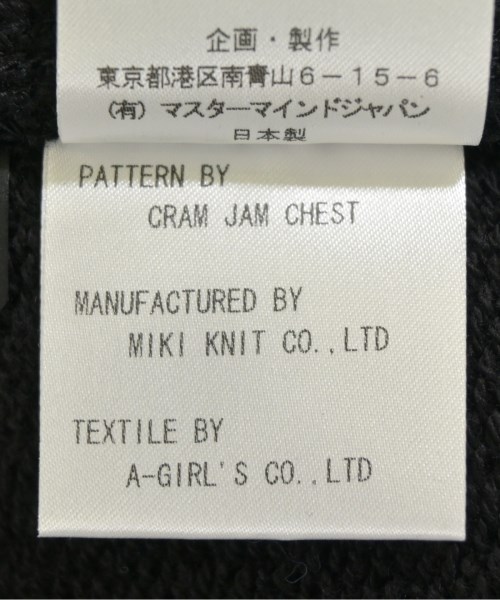 企画・製作
東京都港区南青山6-15-6
(有) マスターマインドジャパン
日本製
PATTERN BY
CRAM JAM CHEST
MANUFACTURED BY
MIKI KNIT CO.,LTD
TEXTILE BY
A-GIRL'S CO.,LTD